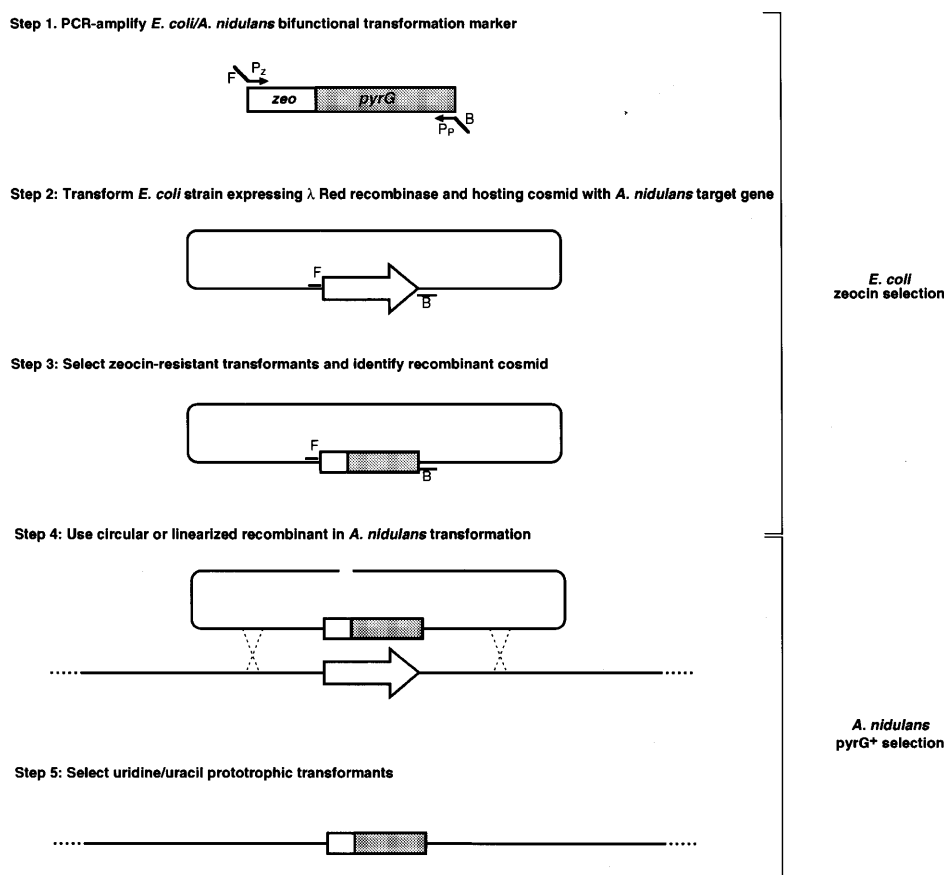 Step 1. PCR-amplify E. coli/A. nidulans bifunctional transformation marker
F
Pz
zeo
pyrG
PP
B
Step 2: Transform E. coli strain expressing λ Red recombinase and hosting cosmid with A. nidulans target gene
F
B
E. coli
zeocin selection
Step 3: Select zeocin-resistant transformants and identify recombinant cosmid
F
B
Step 4: Use circular or linearized recombinant in A. nidulans transformation
A. nidulans
pyrG+ selection
Step 5: Select uridine/uracil prototrophic transformants